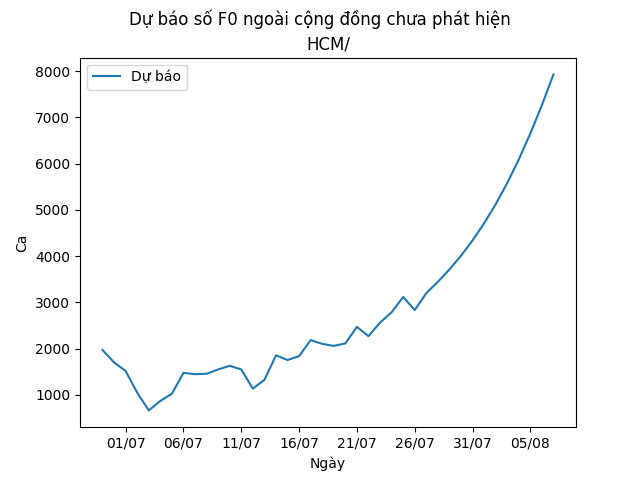 Dự báo số F0 ngoài cộng đồng chưa phát hiện
HCM/
Dự báo
8000
7000
6000
5000
4000
3000
2000
1000
Ca
01/07 06/07 11/07 16/07 21/07 26/07 31/07 05/08
Ngày